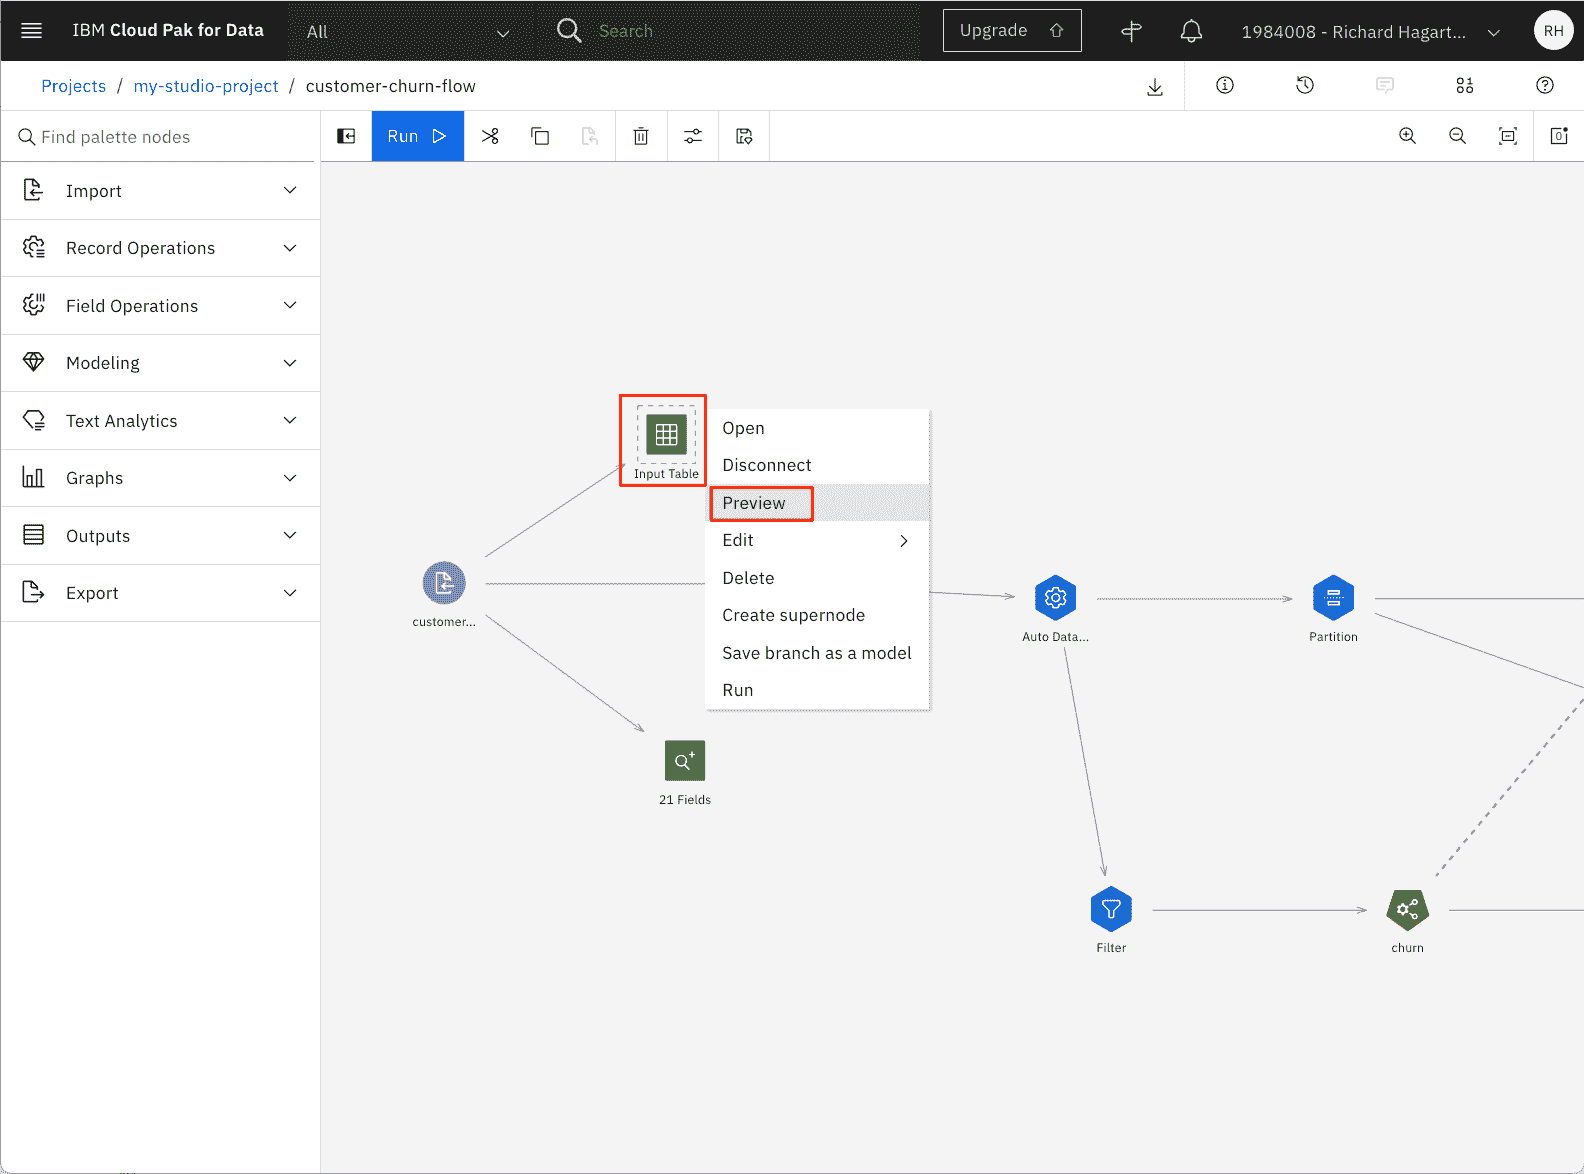 IBM Cloud Pak for Data
All
Search
Upgrade
1984008 - Richard Hagart...
RH
Projects / my-studio-project / customer-churn-flow
Find palette nodes
Run
Import
Record Operations
Field Operations
Modeling
Text Analytics
Graphs
Outputs
Export
Input Table
Open
Disconnect
Preview
Edit
Delete
Create supernode
Save branch as a model
Run
customer...
Auto Data...
Partition
21 Fields
Filter
churn